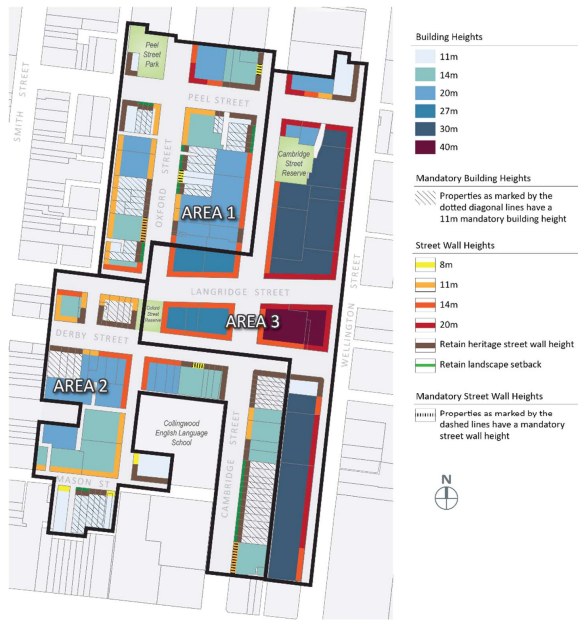 Peel
Street
Park
PEEL STREET
SMITH STREET
OXFORD STREET
Cambridge
Street
Reserve
AREA 1
LANGRIDGE STREET
WELLINGTON STREET
Oxford
Street
Reserve
AREA 3
DERBY STREET
AREA 2
Collingwood
English Language
School
CAMBRIDGE STREET
MASON ST
Building Heights
11m
14m
20m
27m
30m
40m
Mandatory Building Heights
Properties as marked by the
dotted diagonal lines have a
11m mandatory building height
Street Wall Heights
8m
11m
14m
20m
Retain heritage street wall height
Retain landscape setback
Mandatory Street Wall Heights
Properties as marked by the
dashed lines have a mandatory
street wall height
N